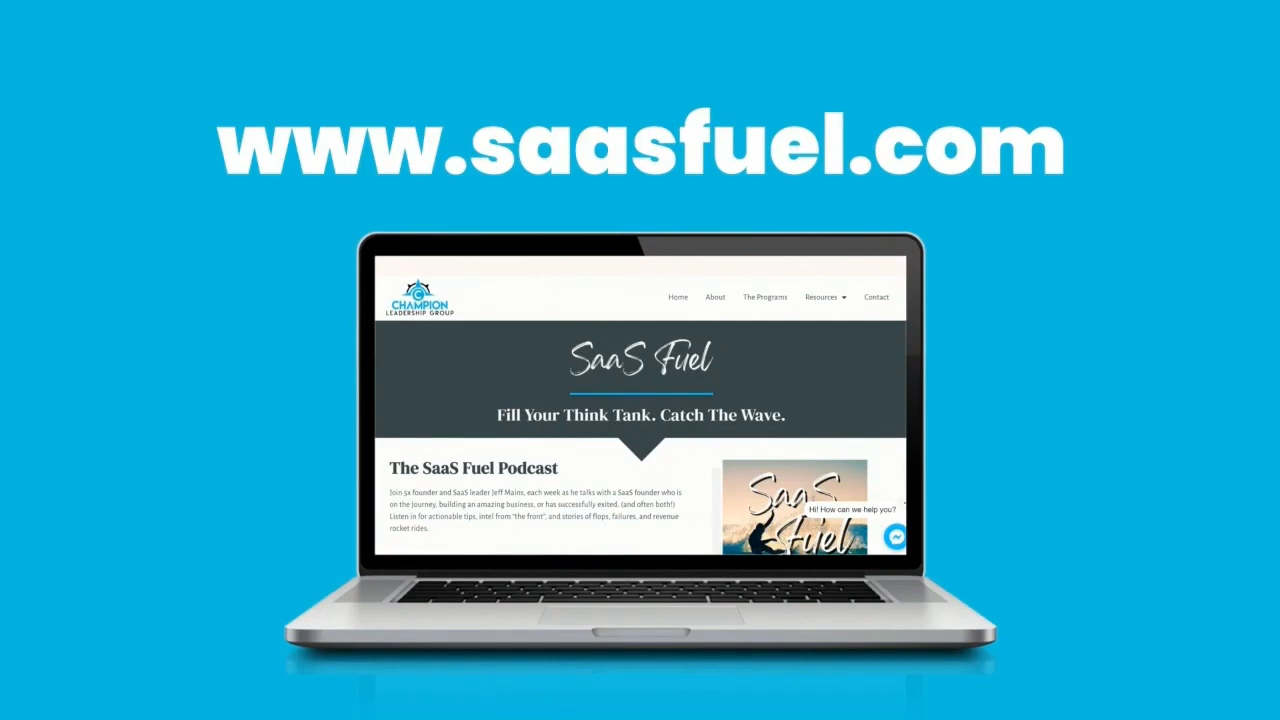 www.saasfuel.com
CHAMPION
LEADERSHIP GROUP
Home About The Programs Resources Contact
SaaS Fuel
Fill Your Think Tank. Catch The Wave.
The SaaS Fuel Podcast
Join 5x founder and SaaS leader Jeff Mains, each week as he talks with a SaaS founder who is
on the journey, building an amazing business, or has successfully exited. (and often both!)
Listen in for actionable tips, intel from "the front", and stories of flops, failures, and revenue
rocket rides.
SaaS
Fuel
Hi! How can we help you?